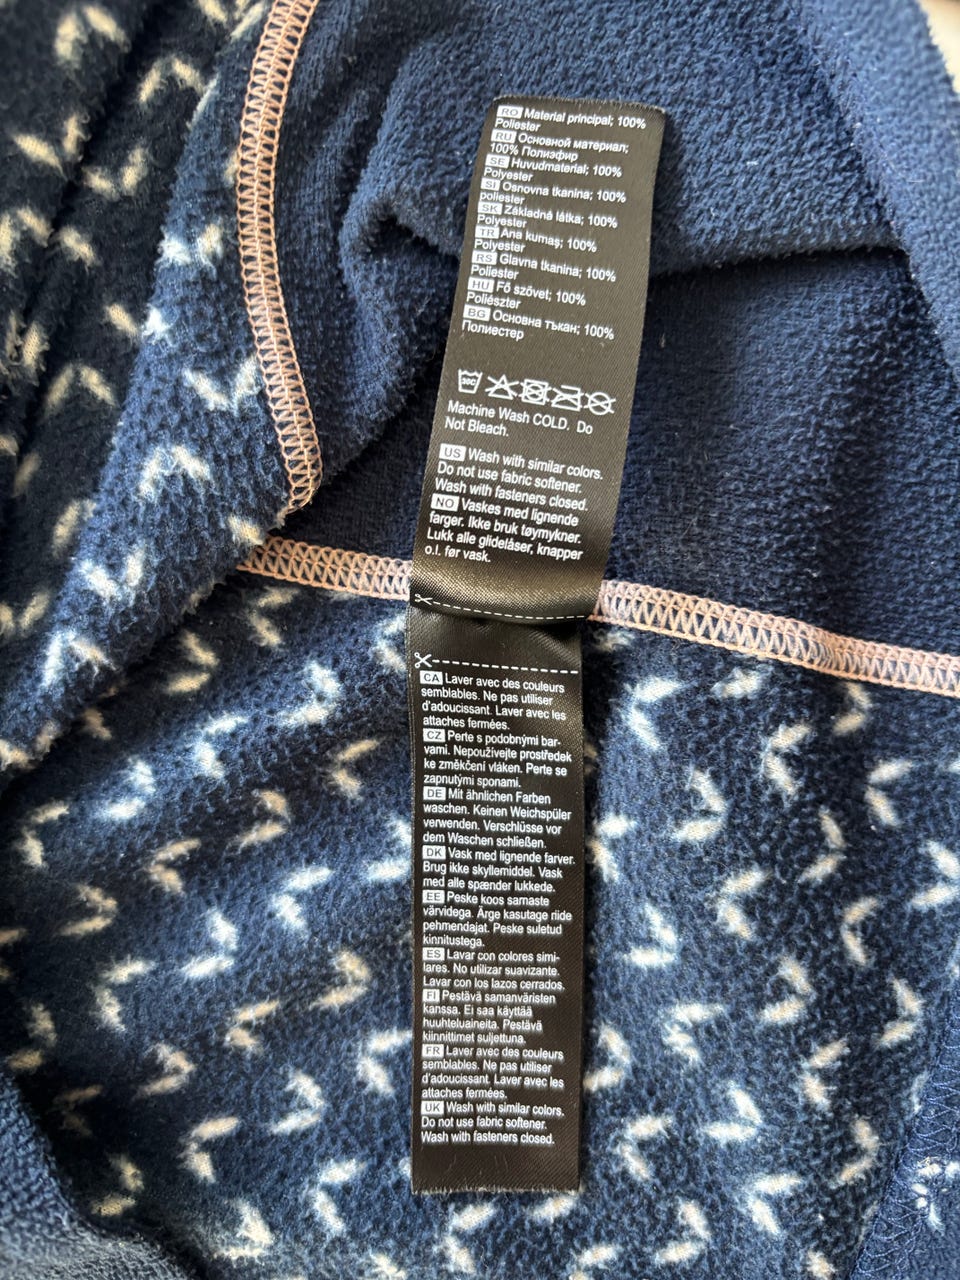 RO Material principal; 100%
Poliester
RU Основной материал;
100% Полиэфир
SE Huvudmaterial; 100%
Polyester
SI Osnovna tkanina; 100%
poliester
SK Základná látka; 100%
Polyester
TR Ana kumaş; 100%
Polyester
RS Glavna tkanina; 100%
Poliester
HU Fő szövet; 100%
Poliészter
BG Основна тъкан; 100%
Полиестер
30C
Machine Wash COLD. Do
Not Bleach.
US Wash with similar colors.
Do not use fabric softener.
Wash with fasteners closed.
NO Vaskes med lignende
farger. Ikke bruk tøymykner.
Lukk alle glidelåser, knapper
o.l. før vask.
CA Laver avec des couleurs
semblables. Ne pas utiliser
d'adoucissant. Laver avec les
attaches fermées.
CZ Perte s podobnými bar-
vami. Nepoužívejte prostředek
ke změkčení vláken. Perte se
zapnutými sponami.
DE Mit ähnlichen Farben
waschen. Keinen Weichspüler
verwenden. Verschlüsse vor
dem Waschen schließen.
DK Vask med lignende farver.
Brug ikke skyllemiddel. Vask
med alle spænder lukkede.
EE Peske koos samaste
värvidega. Ärge kasutage riide
pehmendajat. Peske suletud
kinnitustega.
ES Lavar con colores simi-
lares. No utilizar suavizante.
Lavar con los lazos cerrados.
FI Pestävä samanväristen
kanssa. Ei saa käyttää
huuhteluaineita. Pestävä
kiinnittimet suljettuna.
FR Laver avec des couleurs
semblables. Ne pas utiliser
d'adoucissant. Laver avec les
attaches fermées.
UK Wash with similar colors.
Do not use fabric softener.
Wash with fasteners closed.